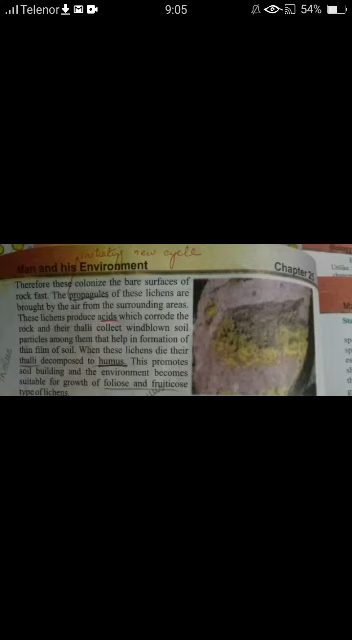 Telenor 9:05 54%
new cycle
Man and his Environment Chapter
Therefore these colonize the bare surfaces of
rock fast. The propagules of these lichens are
brought by the air from the surrounding areas.
These lichens produce acids which corrode the
rock and their thalli collect windblown soil
particles among them that help in formation of
thin film of soil. When these lichens die their
thalli decomposed to humus. This promotes
soil building and the environment becomes
suitable for growth of foliose and fruiticose
type of lichens.